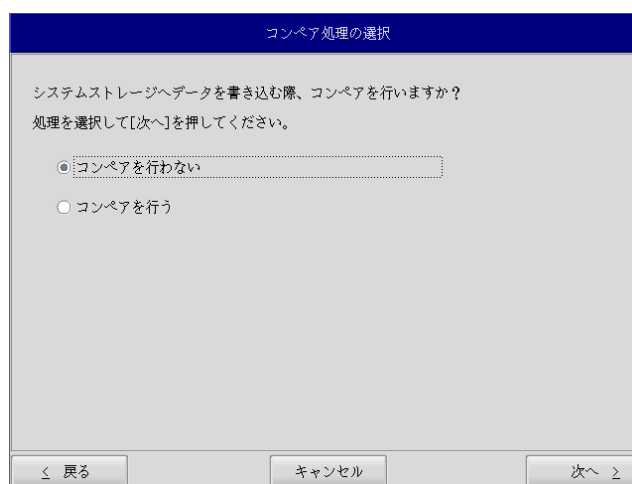 コンペア処理の選択
システムストレージへデータを書き込む際、コンペアを行いますか？
処理を選択して[次へ]を押してください。
コンペアを行わない
コンペアを行う
< 戻る
キャンセル
次へ >